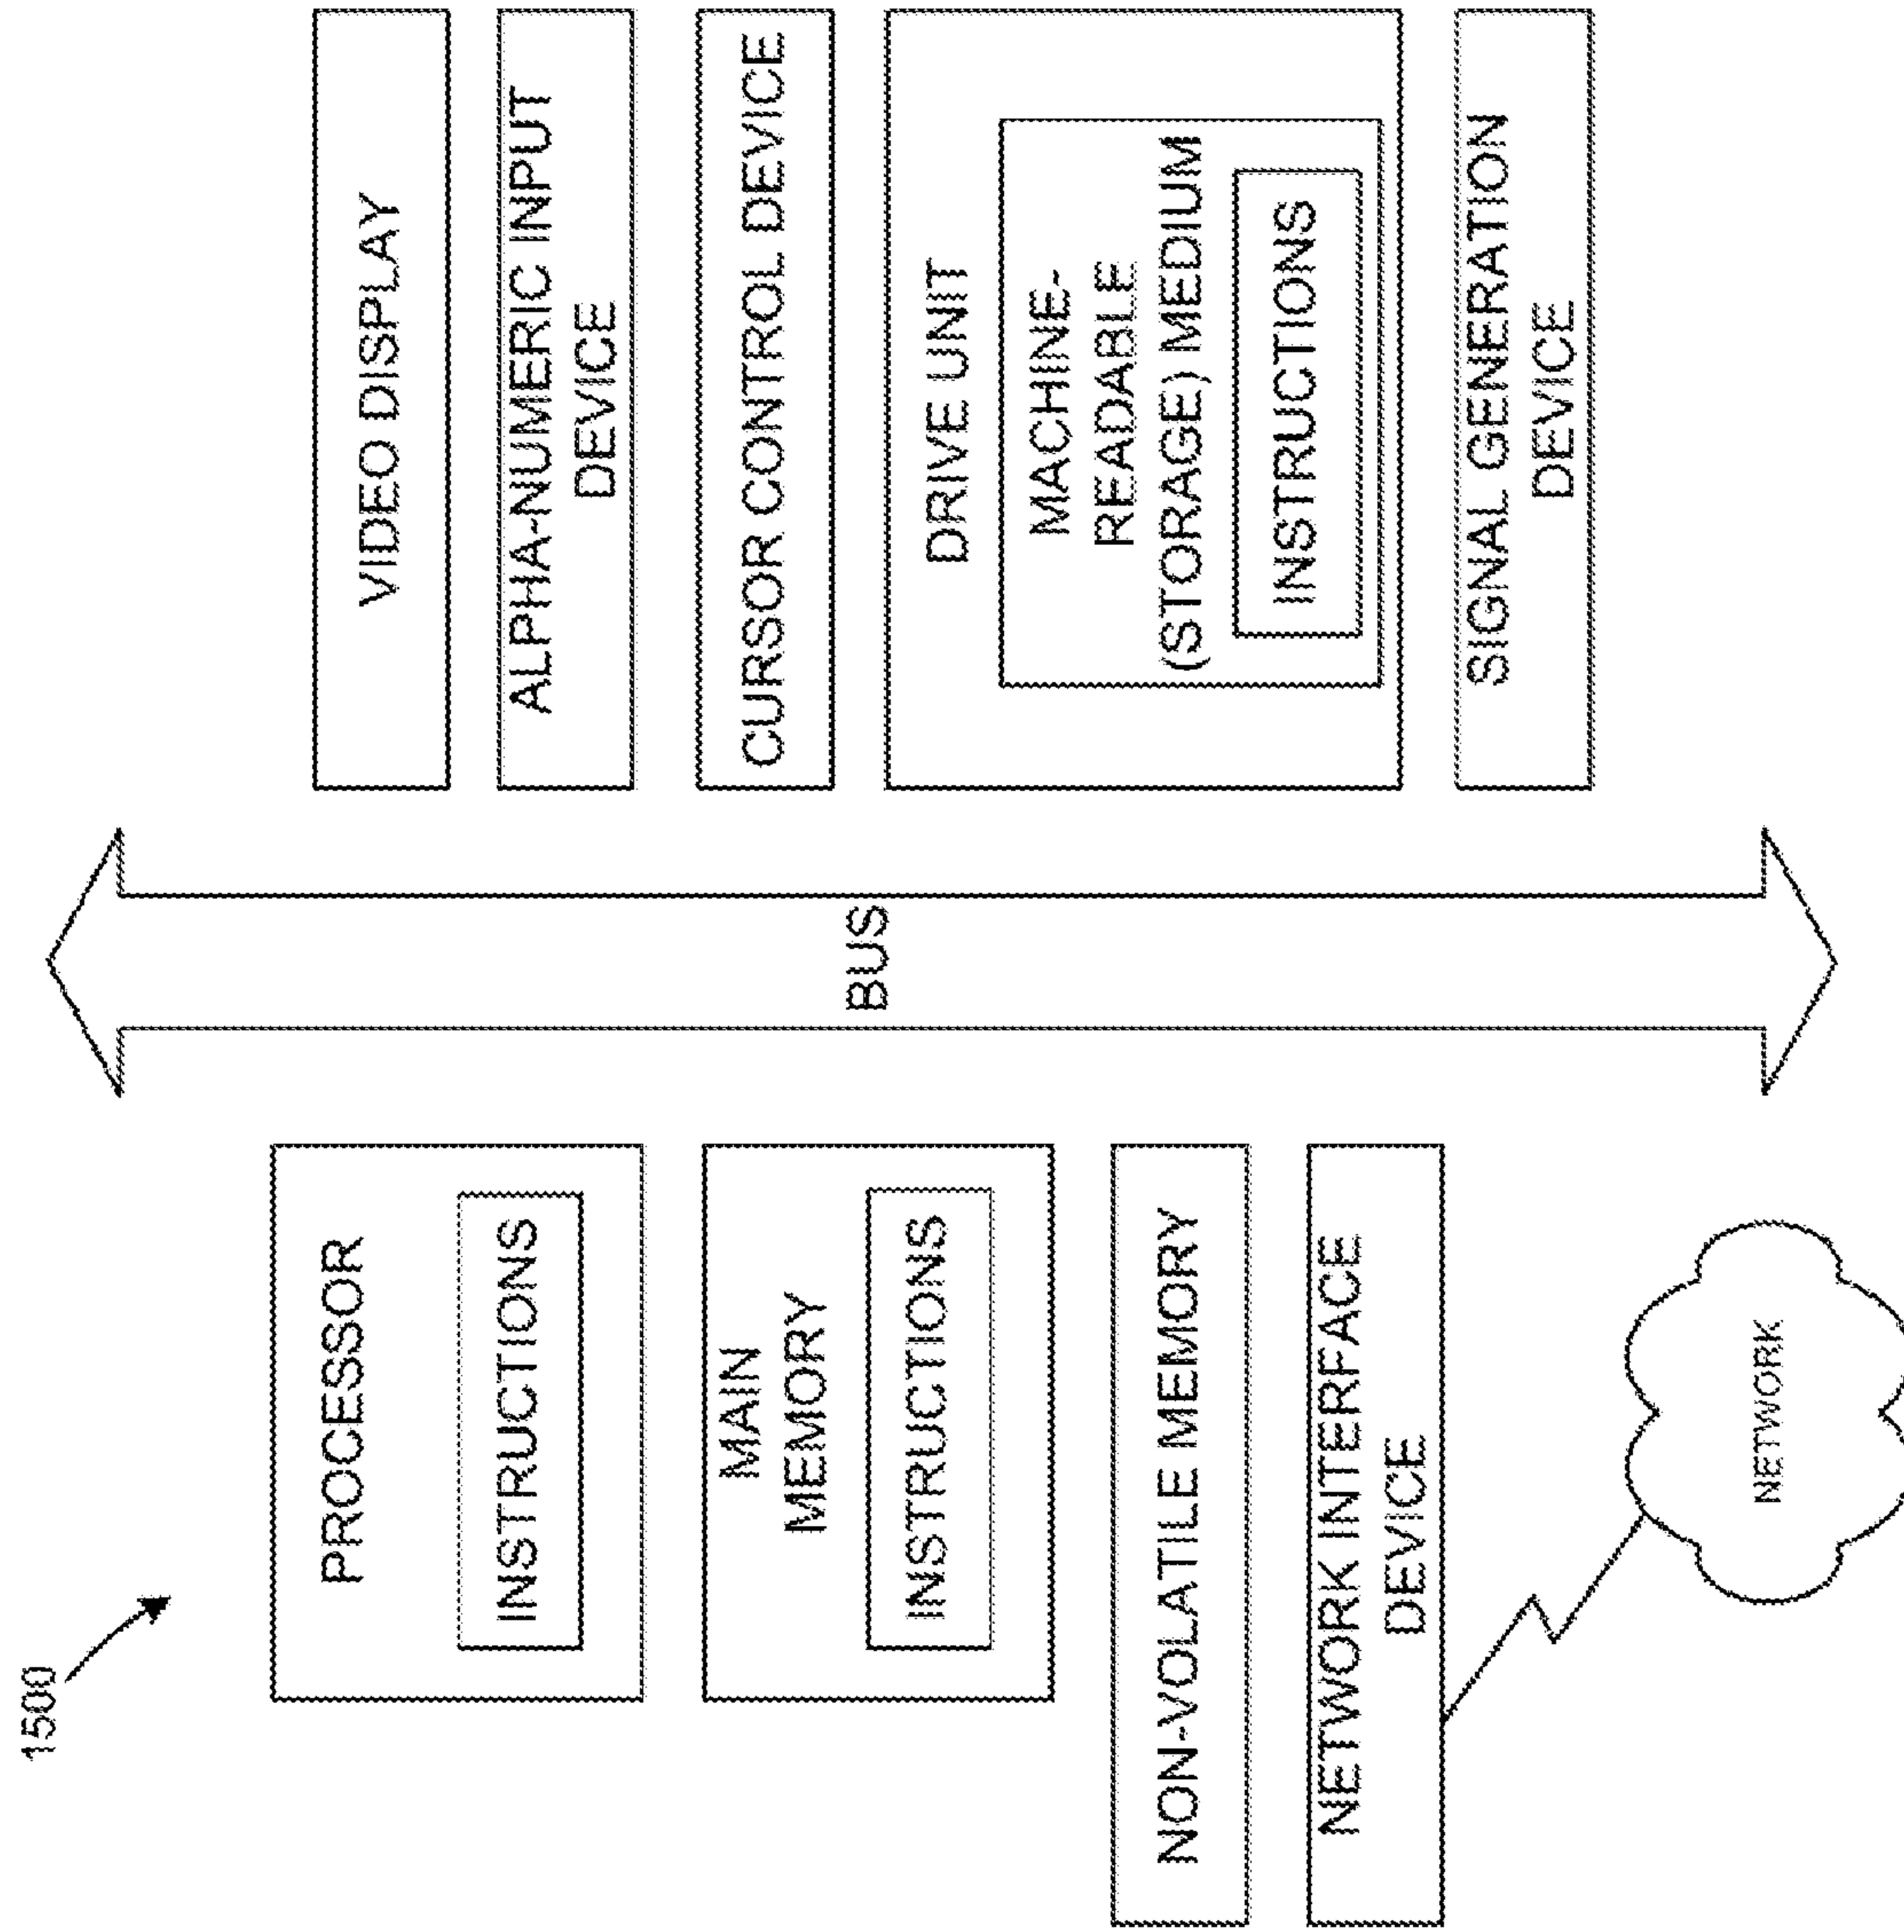 1500
PROCESSOR
INSTRUCTIONS
MAIN
MEMORY
INSTRUCTIONS
NON-VOLATILE MEMORY
NETWORK INTERFACE
DEVICE
NETWORK
BUS
VIDEO DISPLAY
ALPHA-NUMERIC INPUT
DEVICE
CURSOR CONTROL DEVICE
DRIVE UNIT
MACHINE-
READABLE
(STORAGE) MEDIUM
INSTRUCTIONS
SIGNAL GENERATION
DEVICE